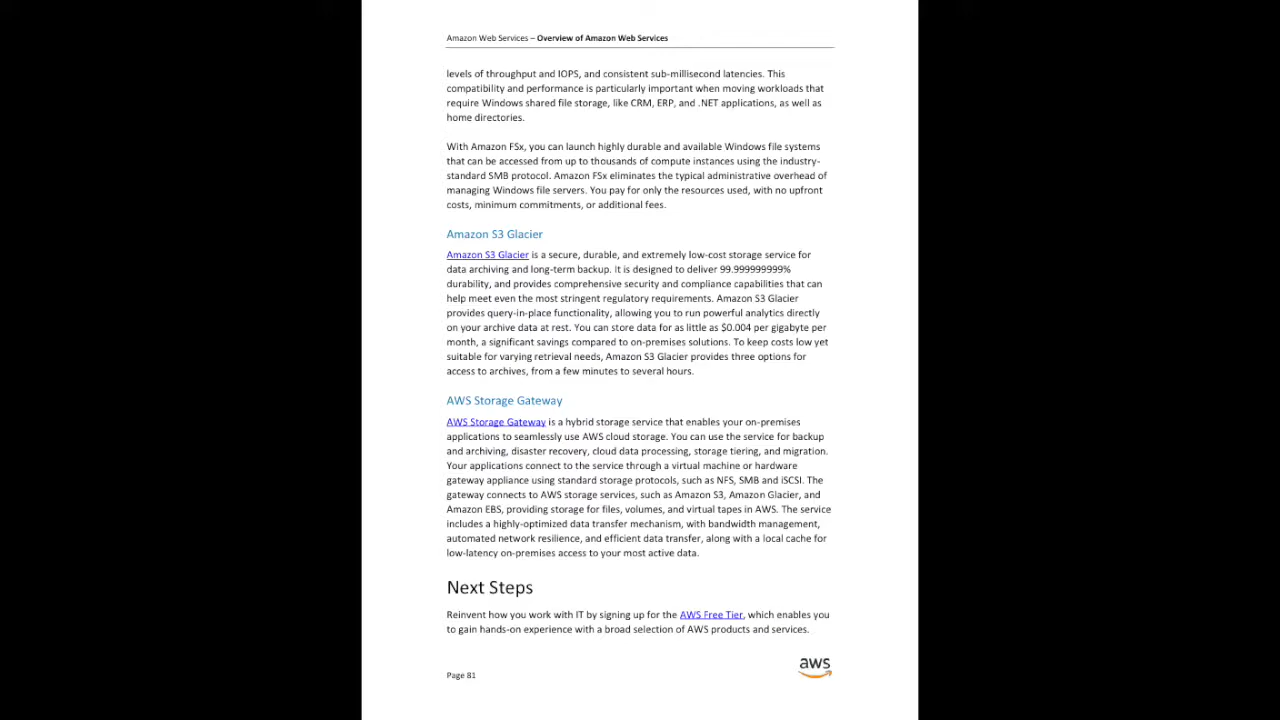 Amazon Web Services – Overview of Amazon Web Services
levels of throughput and IOPS, and consistent sub-millisecond latencies. This
compatibility and performance is particularly important when moving workloads that
require Windows shared file storage, like CRM, ERP, and .NET applications, as well as
home directories.
With Amazon FSx, you can launch highly durable and available Windows file systems
that can be accessed from up to thousands of compute instances using the industry-
standard SMB protocol. Amazon FSx eliminates the typical administrative overhead of
managing Windows file servers. You pay for only the resources used, with no upfront
costs, minimum commitments, or additional fees.
Amazon S3 Glacier
Amazon S3 Glacier is a secure, durable, and extremely low-cost storage service for
data archiving and long-term backup. It is designed to deliver 99.999999999%
durability, and provides comprehensive security and compliance capabilities that can
help meet even the most stringent regulatory requirements. Amazon S3 Glacier
provides query-in-place functionality, allowing you to run powerful analytics directly
on your archive data at rest. You can store data for as little as $0.004 per gigabyte per
month, a significant savings compared to on-premises solutions. To keep costs low yet
suitable for varying retrieval needs, Amazon S3 Glacier provides three options for
access to archives, from a few minutes to several hours.
AWS Storage Gateway
AWS Storage Gateway is a hybrid storage service that enables your on-premises
applications to seamlessly use AWS cloud storage. You can use the service for backup
and archiving, disaster recovery, cloud data processing, storage tiering, and migration.
Your applications connect to the service through a virtual machine or hardware
gateway appliance using standard storage protocols, such as NFS, SMB and iSCSI. The
gateway connects to AWS storage services, such as Amazon S3, Amazon Glacier, and
Amazon EBS, providing storage for files, volumes, and virtual tapes in AWS. The service
includes a highly-optimized data transfer mechanism, with bandwidth management,
automated network resilience, and efficient data transfer, along with a local cache for
low-latency on-premises access to your most active data.
Next Steps
Reinvent how you work with IT by signing up for the AWS Free Tier, which enables you
to gain hands-on experience with a broad selection of AWS products and services.
aws
Page 81